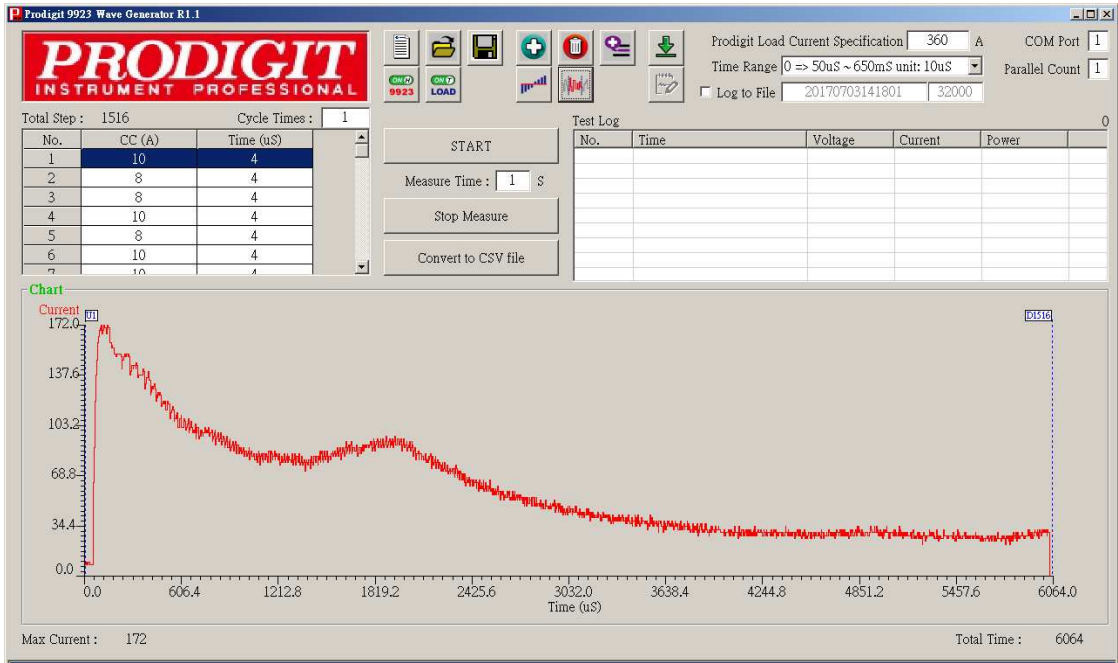 Prodigit 9923 Wave Generator R1.1
PRODIGIT
INSTRUMENT PROFESSIONAL
ON
9923
ON
LOAD
Prodigit Load Current Specification 360 A COM Port 1
Time Range 0 => 50uS ~ 650mS unit: 10uS Parallel Count 1
Log to File 20170703141801 32000
Total Step : 1516 Cycle Times : 1
No. CC (A) Time (uS)
1 10 4
2 8 4
3 8 4
4 10 4
5 8 4
6 10 4
7 10 4
START
Measure Time : 1 S
Stop Measure
Convert to CSV file
Test Log 0
No. Time Voltage Current Power
Chart
Current
U1
D1516
172.0
137.6
103.2
68.8
34.4
0.0
0.0 606.4 1212.8 1819.2 2425.6 3032.0 3638.4 4244.8 4851.2 5457.6 6064.0
Time (uS)
Max Current : 172 Total Time : 6064